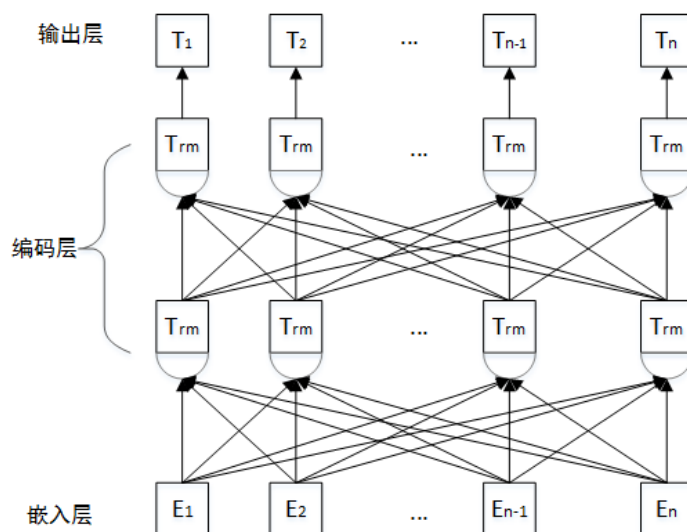 输出层 T1 T2 ... Tn-1 Tn
Trm Trm ... Trm Trm
编码层
Trm Trm ... Trm Trm
嵌入层 E1 E2 ... En-1 En